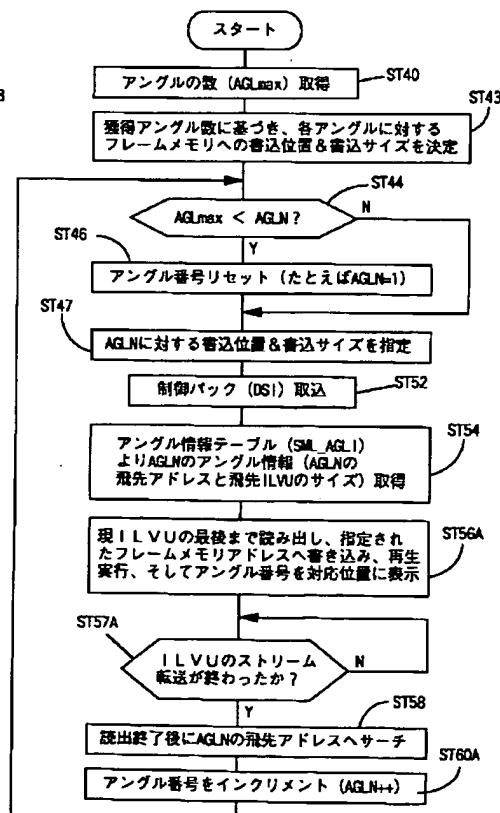 スタート
アングルの数（AGLmax）取得
ST40
ST43
獲得アングル数に基づき、各アングルに対する
フレームメモリへの書込位置＆書込サイズを決定
ST44
AGLmax < AGLN？
N
Y
ST46
アングル番号リセット（たとえばAGLN=1）
ST47
AGLNに対する書込位置＆書込サイズを指定
制御パック（DSI）取込
ST52
アングル情報テーブル（SML_AGLI）
よりAGLNのアングル情報（AGLNの
飛先アドレスと飛先ILVUのサイズ）取得
ST54
現ＩＬＶＵの最後まで読み出し、指定され
たフレームメモリアドレスへ書き込み、再生
実行、そしてアングル番号を対応位置に表示
ST56A
ST57A
ＩＬＶＵのストリーム
転送が終わったか？
N
Y
ST58
読出終了後にAGLNの飛先アドレスへサーチ
ST60A
アングル番号をインクリメント（AGLN++）